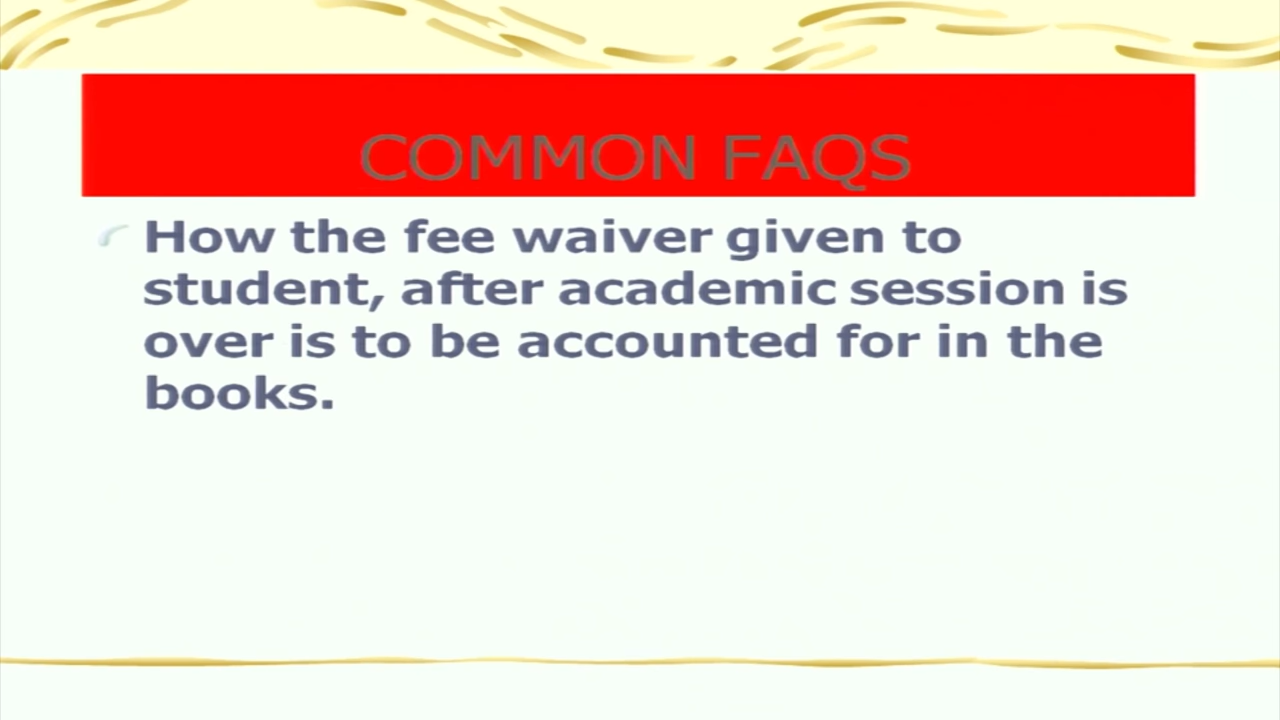 COMMON FAQS
How the fee waiver given to
student, after academic session is
over is to be accounted for in the
books.